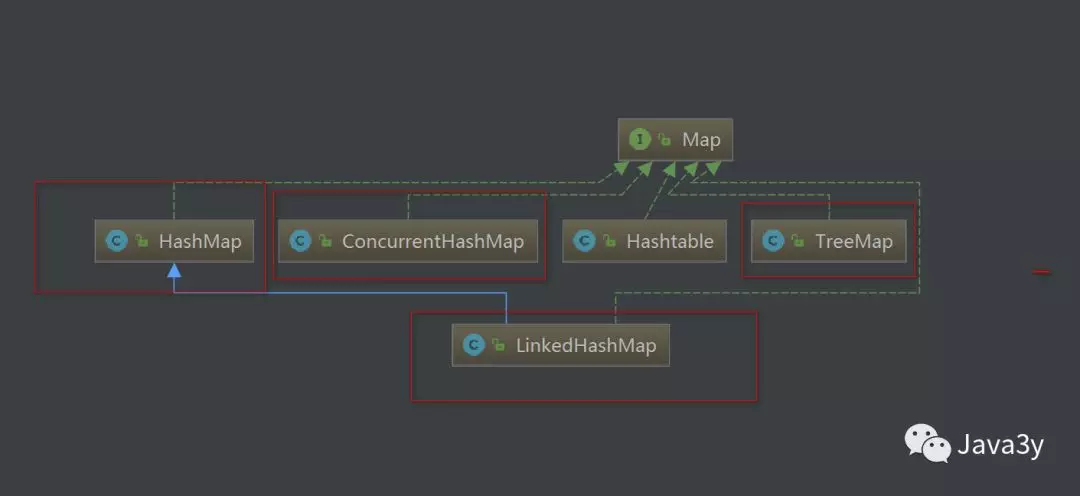 I Map
C HashMap
C ConcurrentHashMap
C Hashtable
C TreeMap
C LinkedHashMap
Java3y